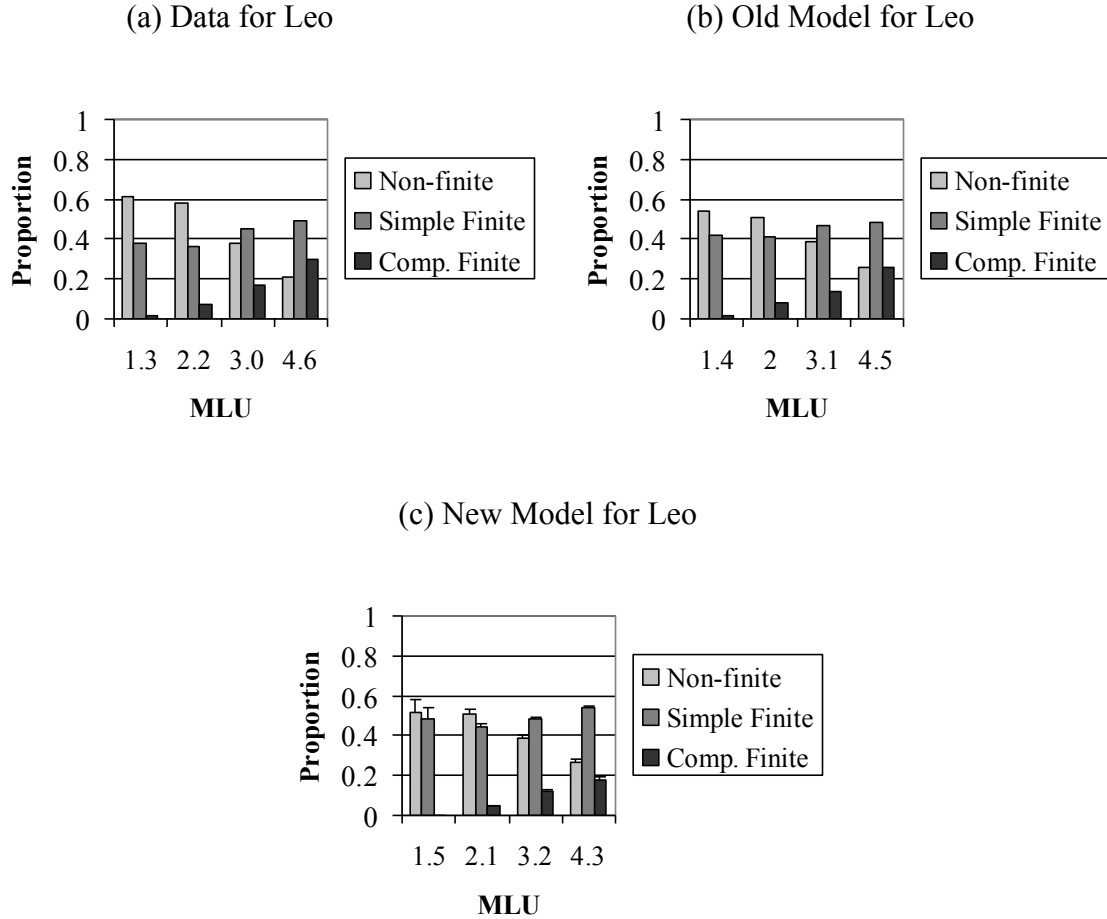 (a) Data for Leo
(b) Old Model for Leo
1
0.8
0.6
0.4
0.2
0
Proportion
1.3 2.2 3.0 4.6
MLU
Non-finite
Simple Finite
Comp. Finite
1
0.8
0.6
0.4
0.2
0
Proportion
1.4 2 3.1 4.5
MLU
Non-finite
Simple Finite
Comp. Finite
(c) New Model for Leo
1
0.8
0.6
0.4
0.2
0
Proportion
1.5 2.1 3.2 4.3
MLU
Non-finite
Simple Finite
Comp. Finite